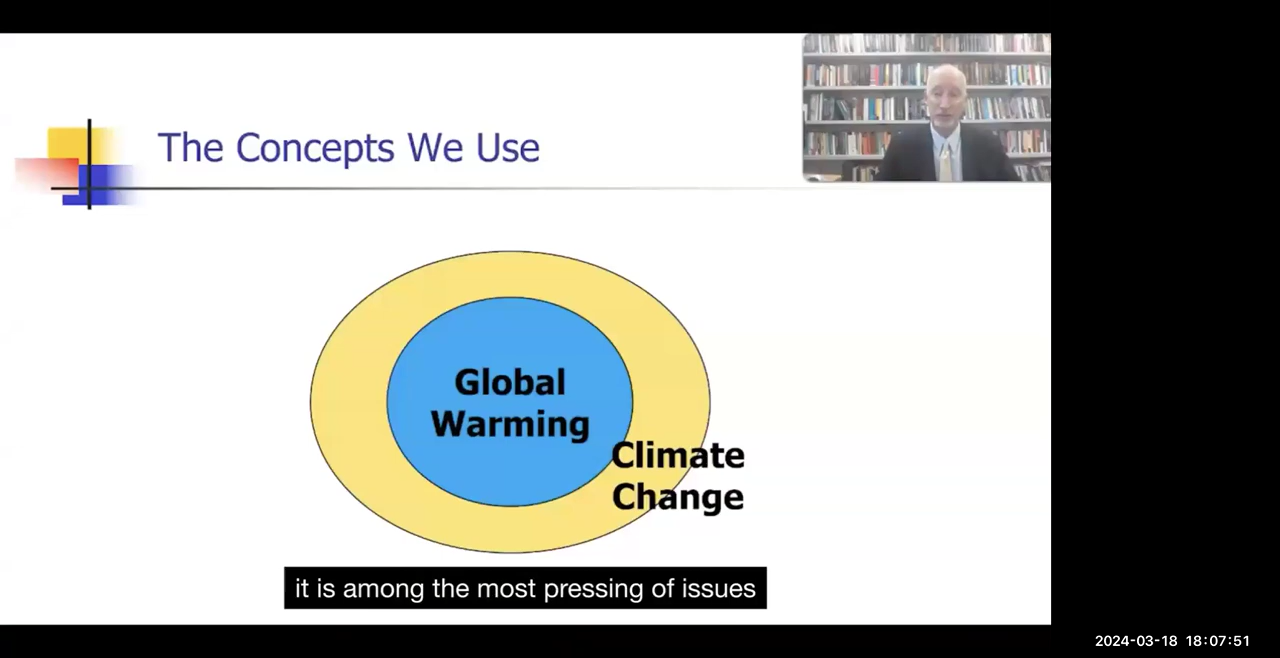 The Concepts We Use
Global
Warming
Climate
Change
it is among the most pressing of issues
2024-03-18 18:07:51